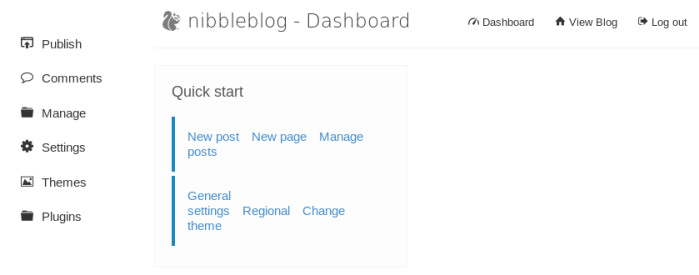 nibbleblog - Dashboard
Dashboard
View Blog
Log out
Publish
Comments
Manage
Settings
Themes
Plugins
Quick start
New post New page Manage
posts
General
settings Regional Change
theme